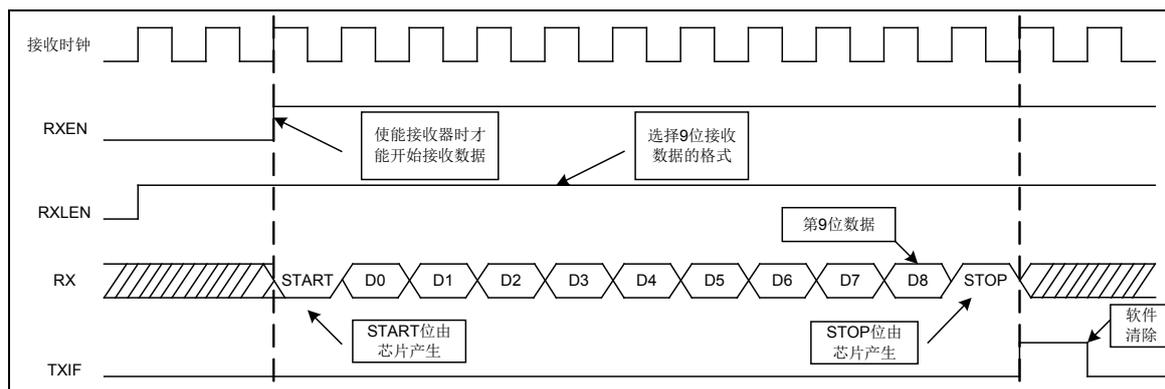 接收时钟
RXEN
使能接收器时才
能开始接收数据
选择9位接收
数据的格式
RXLEN
第9位数据
RX
START
D0
D1
D2
D3
D4
D5
D6
D7
D8
STOP
START位由
芯片产生
STOP位由
芯片产生
软件
清除
TXIF